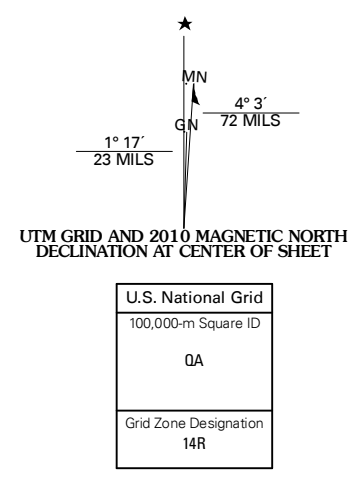 ★
MN
4° 3´
72 MILS
GN
1° 17´
23 MILS
UTM GRID AND 2010 MAGNETIC NORTH
DECLINATION AT CENTER OF SHEET
U.S. National Grid
100,000-m Square ID
QA
Grid Zone Designation
14R